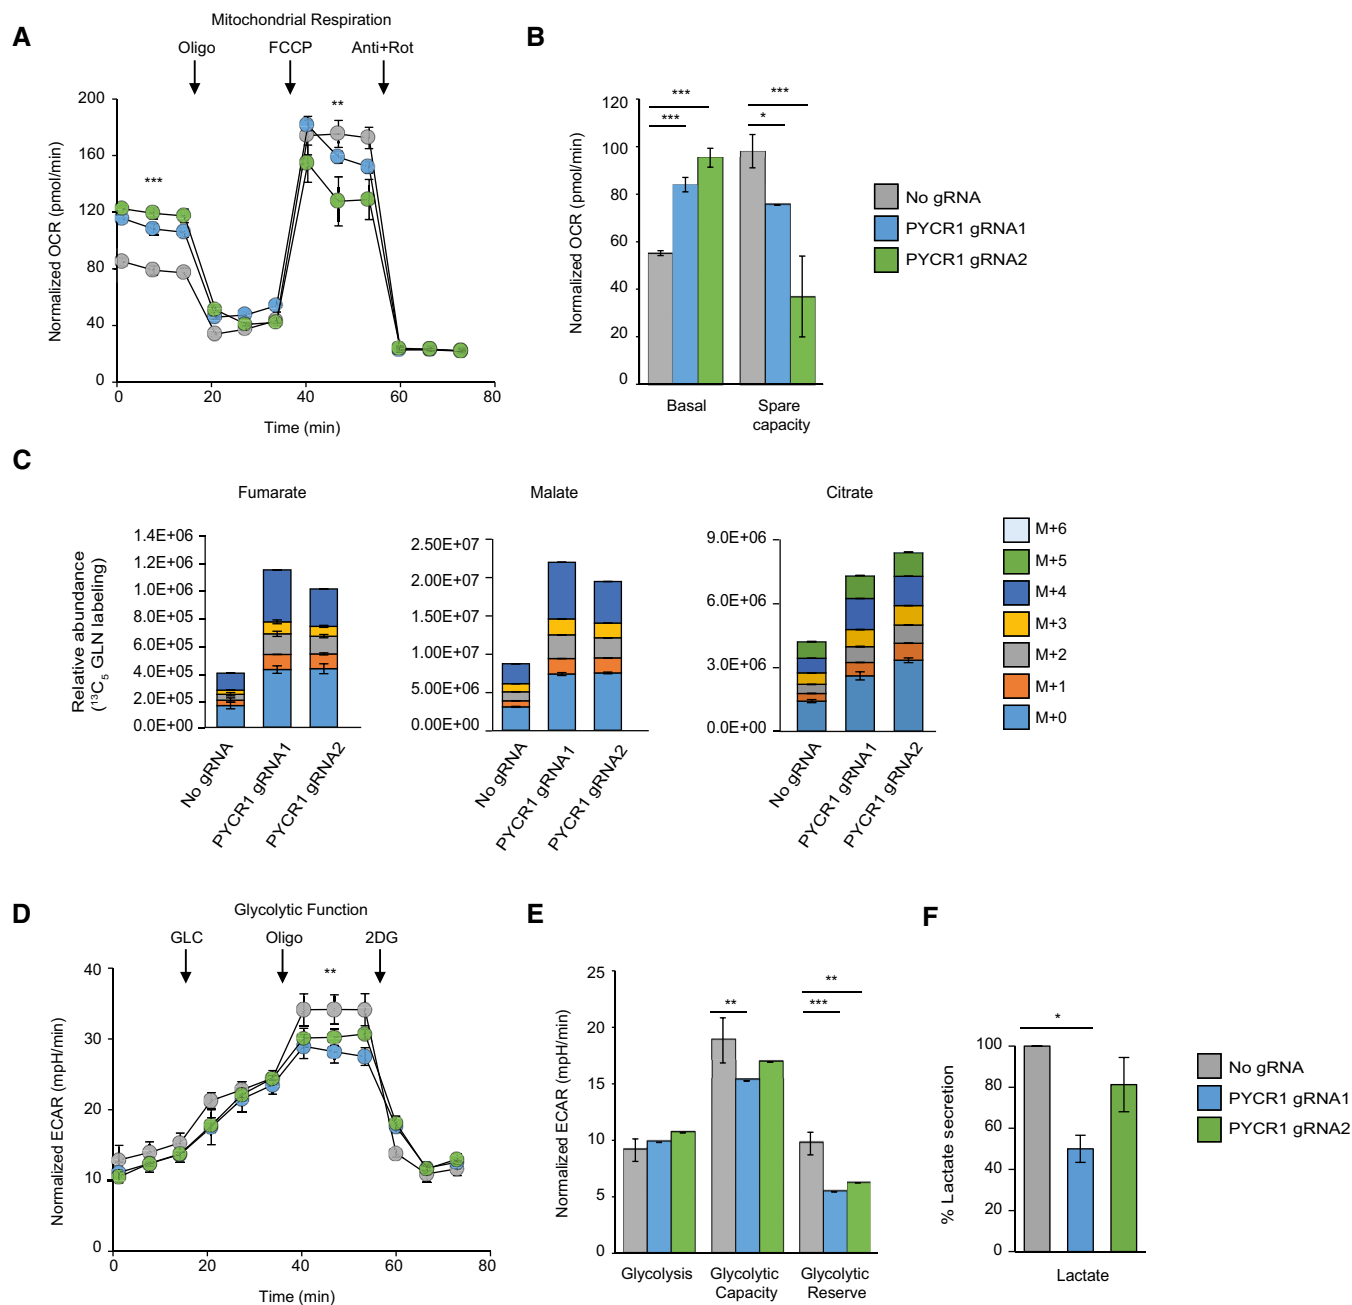 A
Mitochondrial Respiration
Oligo FCCP Anti+Rot
Normalized OCR (pmol/min)
200
160
120
80
40
0
***
**
0 20 40 60 80
Time (min)
B
Normalized OCR (pmol/min)
120
100
80
60
40
20
0
***
***
***
*
Basal
Spare
capacity
No gRNA
PYCR1 gRNA1
PYCR1 gRNA2
C
Relative abundance
(¹³C₅ GLN labeling)
Fumarate
1.4E+06
1.2E+06
1.0E+06
8.0E+05
6.0E+05
4.0E+05
2.0E+05
0.0E+00
No gRNA
PYCR1 gRNA1
PYCR1 gRNA2
Malate
2.50E+07
2.00E+07
1.50E+07
1.00E+07
5.00E+06
0.00E+00
No gRNA
PYCR1 gRNA1
PYCR1 gRNA2
Citrate
9.0E+06
6.0E+06
3.0E+06
0.0E+00
No gRNA
PYCR1 gRNA1
PYCR1 gRNA2
M+6
M+5
M+4
M+3
M+2
M+1
M+0
D
Glycolytic Function
GLC Oligo 2DG
Normalized ECAR (mpH/min)
40
30
20
10
0
**
0 20 40 60 80
Time (min)
E
Normalized ECAR (mpH/min)
25
20
15
10
5
0
**
**
***
Glycolysis
Glycolytic
Capacity
Glycolytic
Reserve
F
% Lactate secretion
100
80
60
40
20
0
*
Lactate
No gRNA
PYCR1 gRNA1
PYCR1 gRNA2